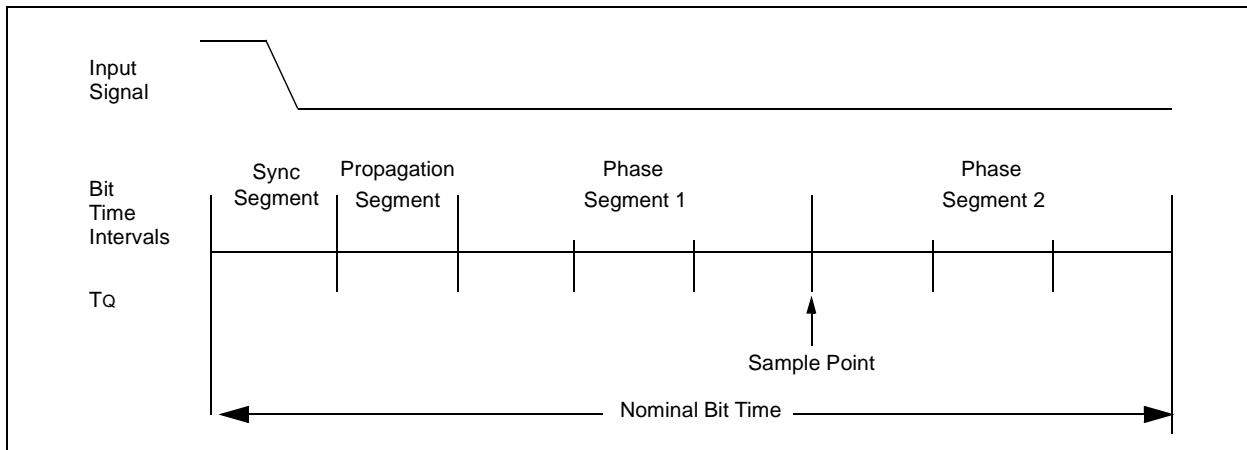 Input
Signal
Sync
Segment
Propagation
Segment
Phase
Segment 1
Phase
Segment 2
Bit
Time
Intervals
TQ
Sample Point
Nominal Bit Time